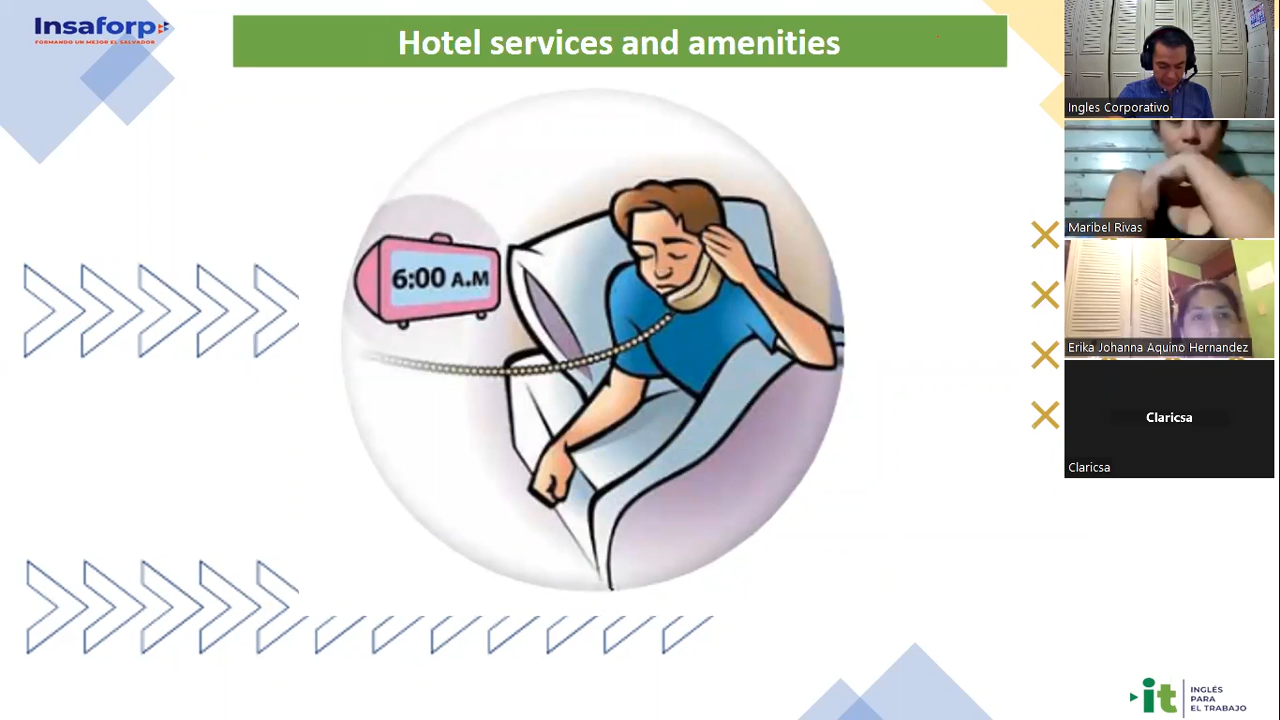 Insaforp
FORMANDO UN MEJOR EL SALVADOR
Hotel services and amenities
6:00 A.M
Ingles Corporativo
Maribel Rivas
Erika Johanna Aquino Hernandez
Claricsa
Claricsa
it
INGLÉS
PARA
EL TRABAJO